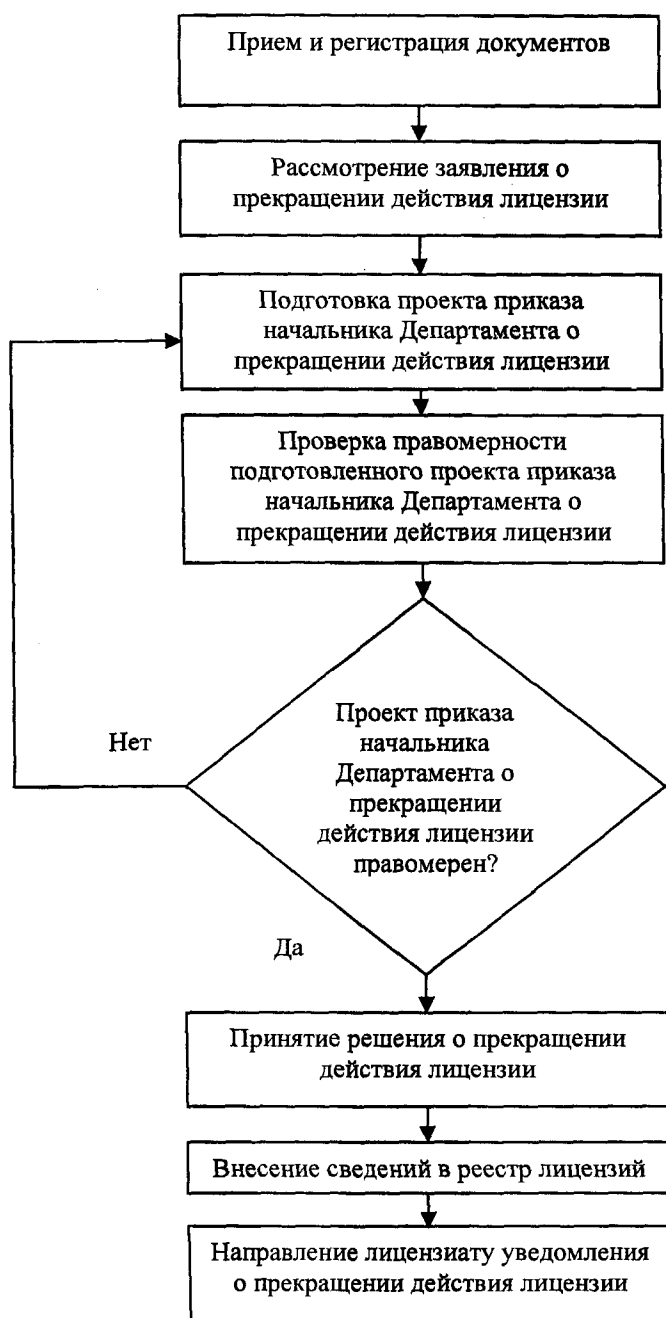 Прием и регистрация документов
Рассмотрение заявления о
прекращении действия лицензии
Подготовка проекта приказа
начальника Департамента о
прекращении действия лицензии
Проверка правомерности
подготовленного проекта приказа
начальника Департамента о
прекращении действия лицензии
Проект приказа
начальника
Департамента о
прекращении
действия лицензии
правомерен?
Нет
Да
Принятие решения о прекращении
действия лицензии
Внесение сведений в реестр лицензий
Направление лицензиату уведомления
о прекращении действия лицензии